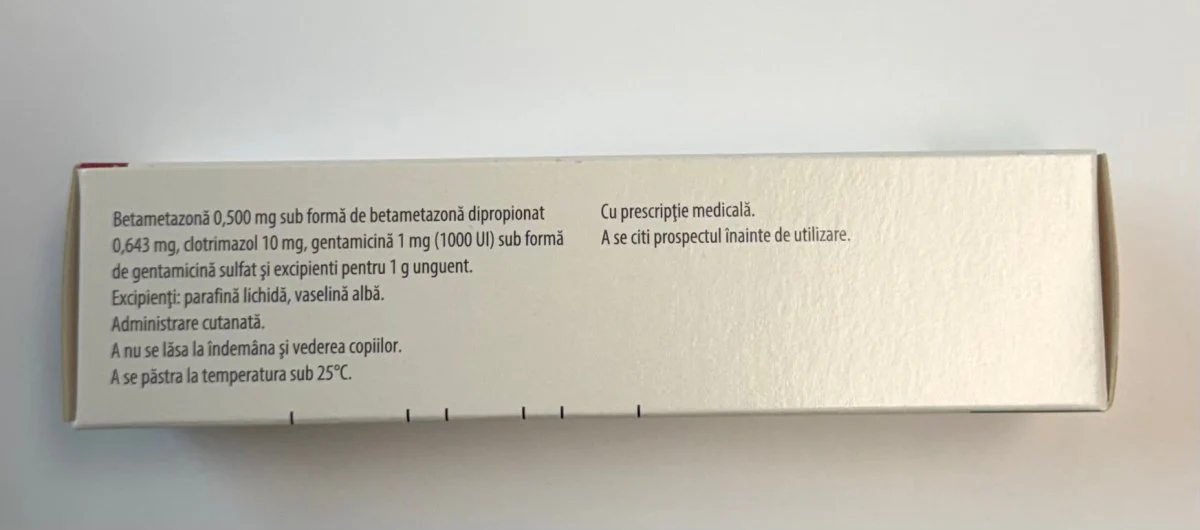 Betametazonă 0,500 mg sub formă de betametazonă dipropionat
0,643 mg, clotrimazol 10 mg, gentamicină 1 mg (1000 UI) sub formă
de gentamicină sulfat şi excipienti pentru 1 g unguent.
Excipienţi: parafină lichidă, vaselină albă.
Administrare cutanată.
A nu se lăsa la îndemâna şi vederea copiilor.
A se păstra la temperatura sub 25°C.
Cu prescripţie medicală.
A se citi prospectul înainte de utilizare.